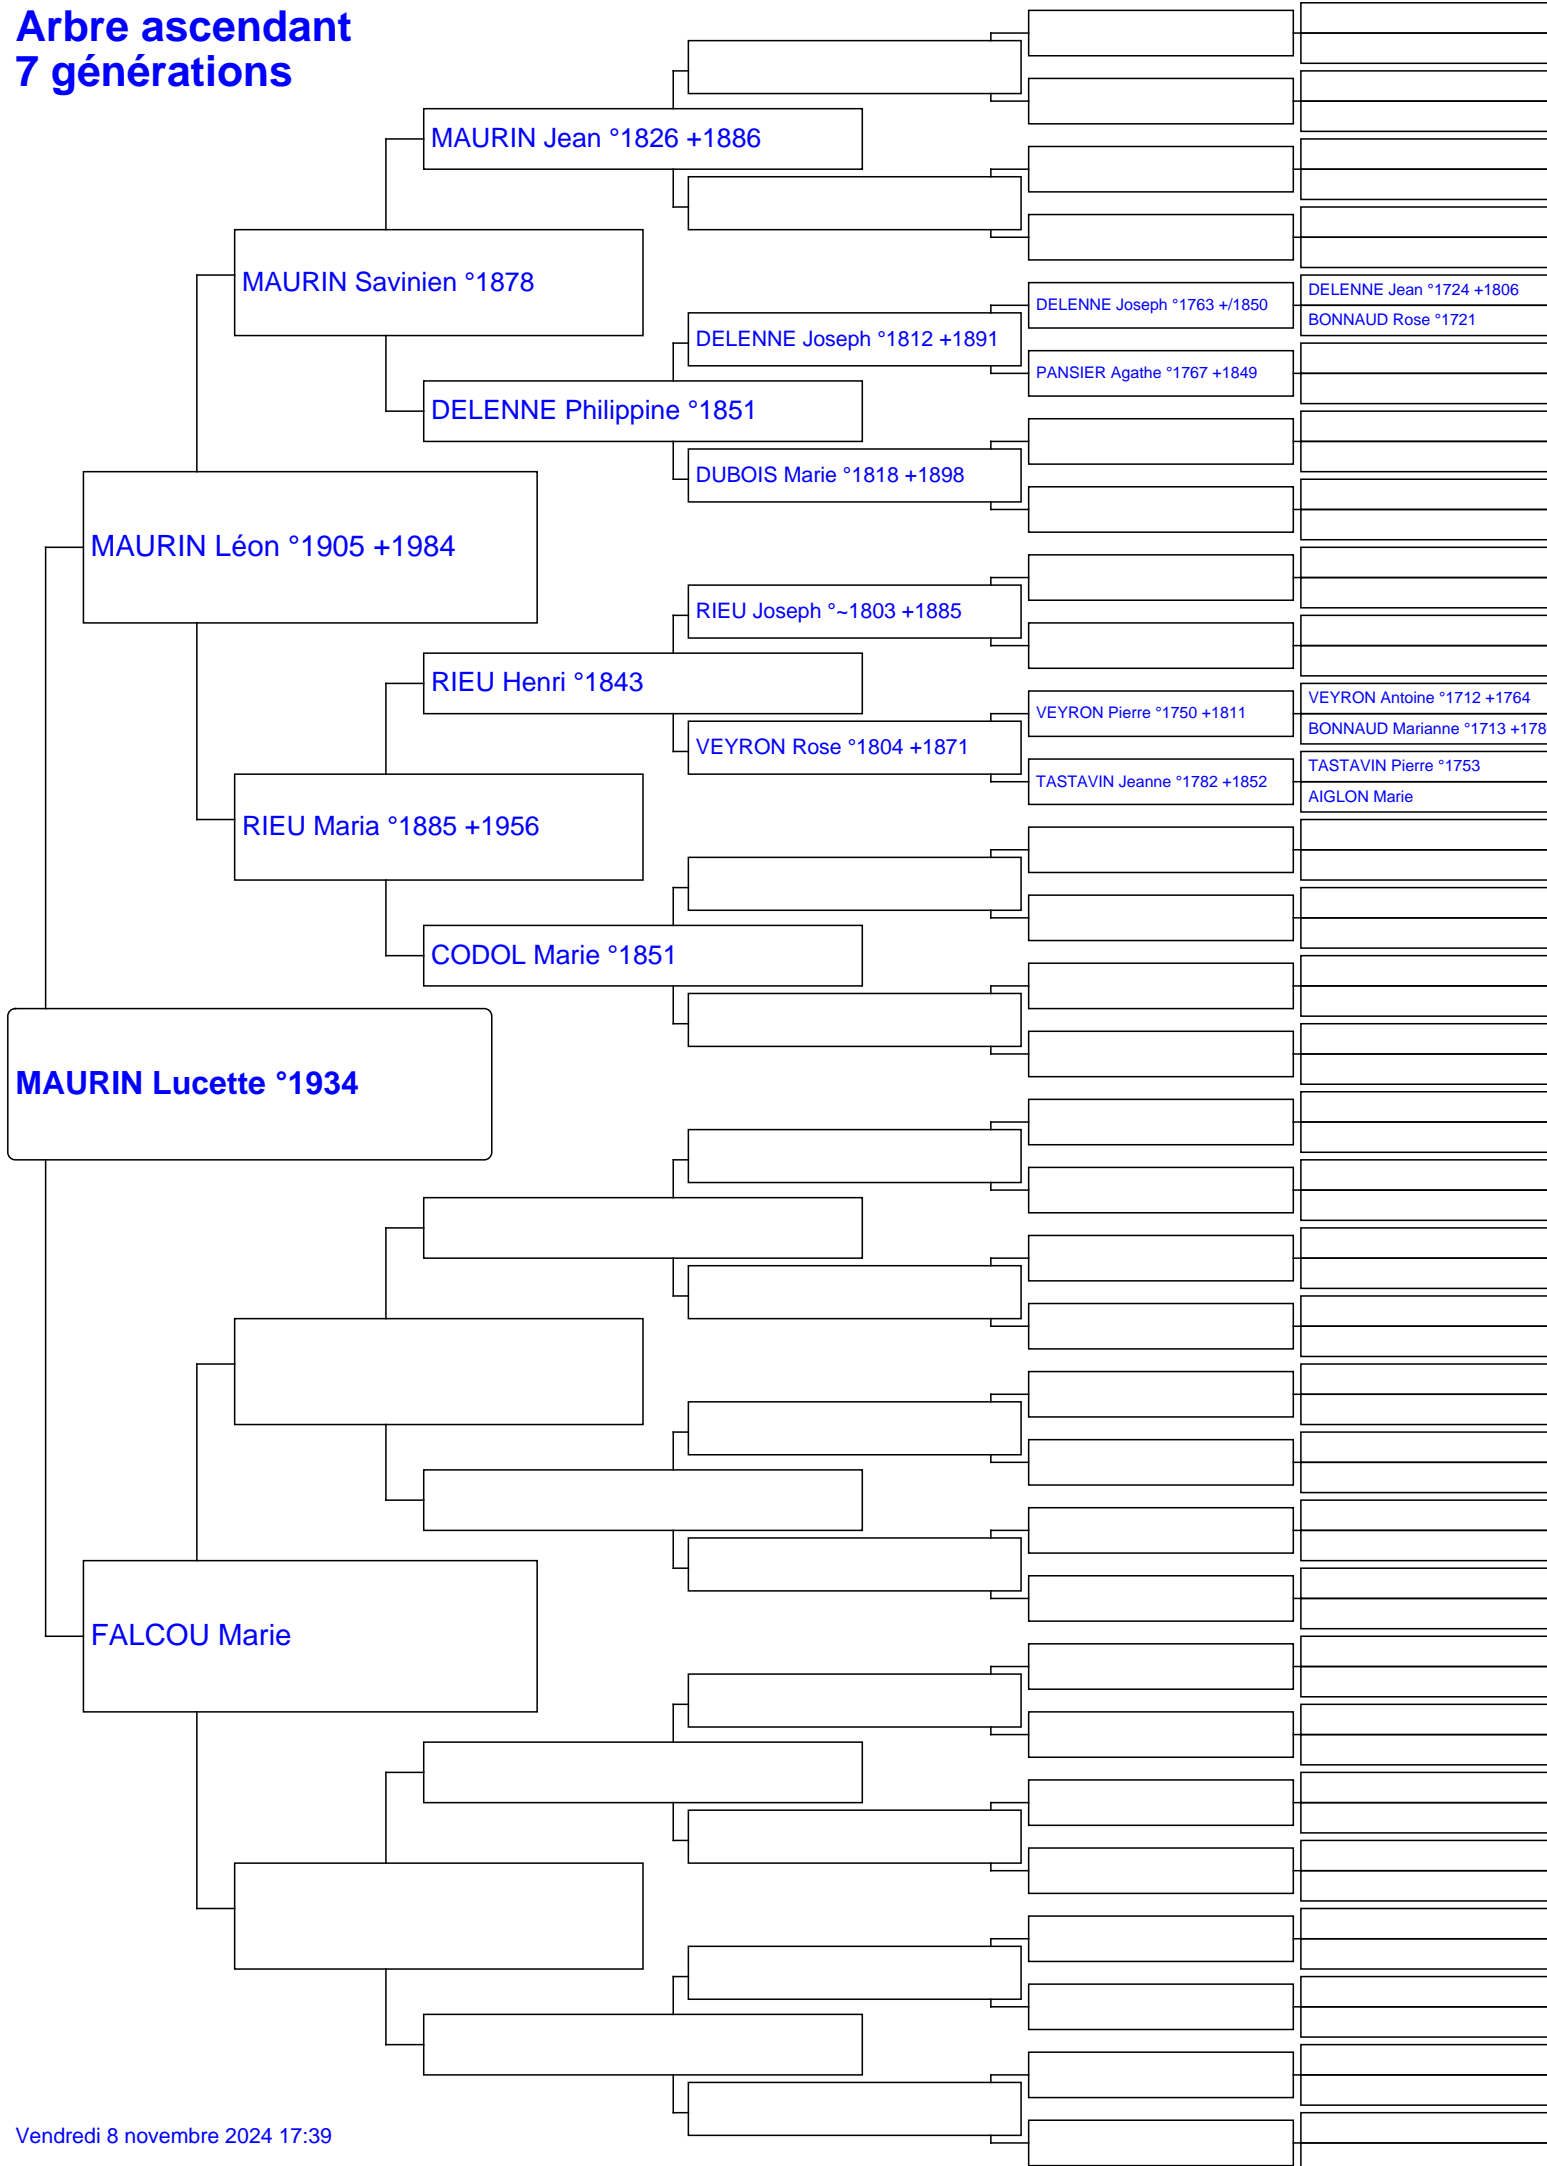 Arbre ascendant
7 générations
MAURIN Jean °1826 +1886
MAURIN Savinien °1878
DELENNE Joseph °1763 +/1850
DELENNE Jean °1724 +1806
BONNAUD Rose °1721
DELENNE Joseph °1812 +1891
PANSIER Agathe °1767 +1849
DELENNE Philippine °1851
DUBOIS Marie °1818 +1898
MAURIN Léon °1905 +1984
RIEU Joseph °~1803 +1885
RIEU Henri °1843
VEYRON Pierre °1750 +1811
VEYRON Antoine °1712 +1764
BONNAUD Marianne °1713 +178
VEYRON Rose °1804 +1871
TASTAVIN Jeanne °1782 +1852
TASTAVIN Pierre °1753
AIGLON Marie
RIEU Maria °1885 +1956
CODOL Marie °1851
MAURIN Lucette °1934
FALCOU Marie
Vendredi 8 novembre 2024 17:39